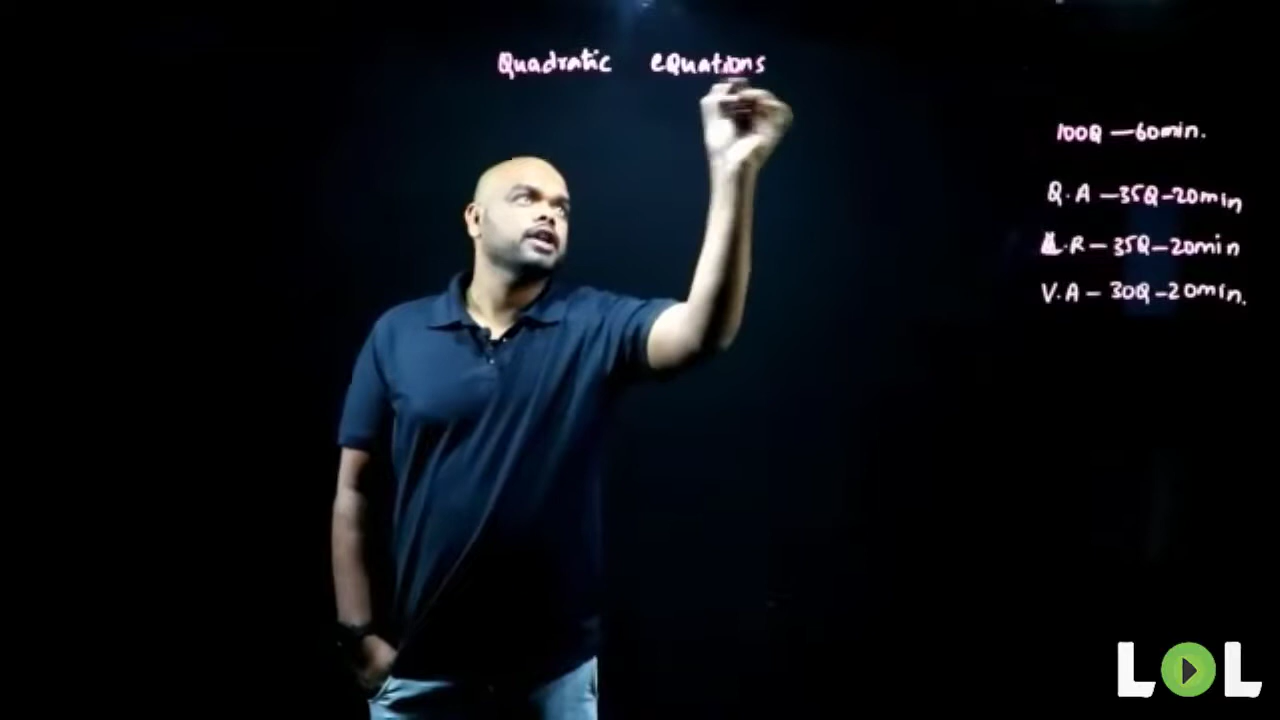 Quadratic equations
100Q — 60min.
Q.A — 35Q - 20min
L.R — 35Q - 20min
V.A - 30Q - 20min.
LOL